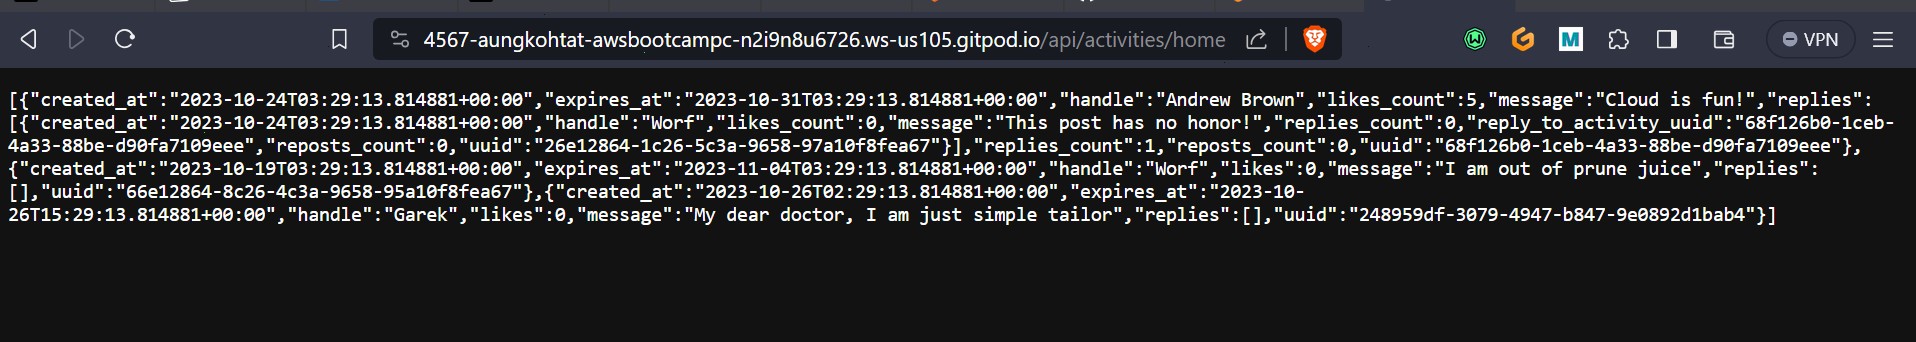 4567-aungkohtat-awsbootcampc-n2i9n8u6726.ws-us105.gitpod.io/api/activities/home
VPN
[{"created_at":"2023-10-24T03:29:13.814881+00:00","expires_at":"2023-10-31T03:29:13.814881+00:00","handle":"Andrew Brown","likes_count":5,"message":"Cloud is fun!","replies":
[{"created_at":"2023-10-24T03:29:13.814881+00:00","handle":"Worf","likes_count":0,"message":"This post has no honor!","replies_count":0,"reply_to_activity_uuid":"68f126b0-1ceb-
4a33-88be-d90fa7109eee","reposts_count":0,"uuid":"26e12864-1c26-5c3a-9658-97a10f8fea67"}],"replies_count":1,"reposts_count":0,"uuid":"68f126b0-1ceb-4a33-88be-d90fa7109eee"},
{"created_at":"2023-10-19T03:29:13.814881+00:00","expires_at":"2023-11-04T03:29:13.814881+00:00","handle":"Worf","likes":0,"message":"I am out of prune juice","replies":
[],"uuid":"66e12864-8c26-4c3a-9658-95a10f8fea67"},{"created_at":"2023-10-26T02:29:13.814881+00:00","expires_at":"2023-10-
26T15:29:13.814881+00:00","handle":"Garek","likes":0,"message":"My dear doctor, I am just simple tailor","replies":[],"uuid":"248959df-3079-4947-b847-9e0892d1bab4"}]